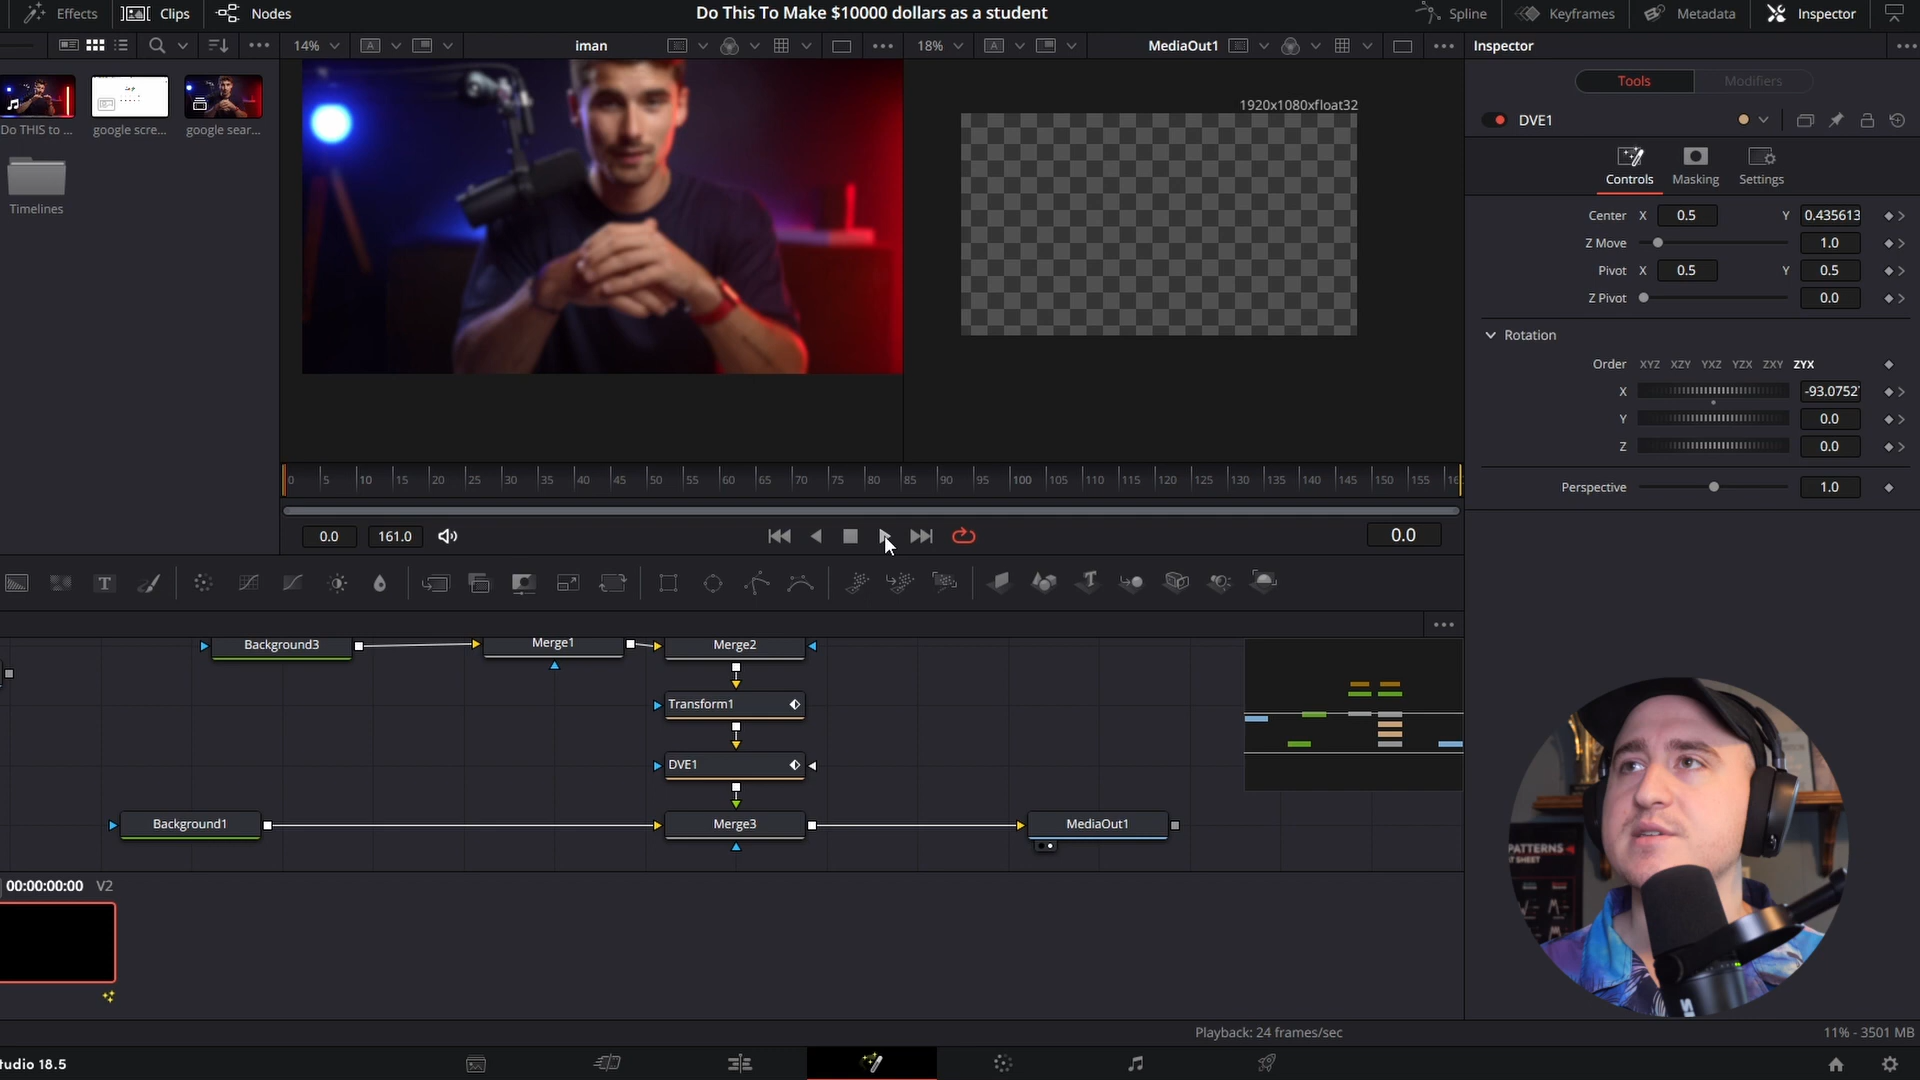 Effects Clips Nodes Do This To Make $10000 dollars as a student Spline Keyframes Metadata Inspector
14% A iman 18% A MediaOut1 Inspector
Tools Modifiers
1920x1080xfloat32
DVE1
Do THIS to ... google scre... google sear...
Controls Masking Settings
Timelines
Center X 0.5 Y 0.435613
Z Move 1.0
Pivot X 0.5 Y 0.5
Z Pivot 0.0
Rotation
Order XYZ XZY YXZ YZX ZXY ZYX
X -93.0752
Y 0.0
Z 0.0
Perspective 1.0
0 5 10 15 20 25 30 35 40 45 50 55 60 65 70 75 80 85 90 95 100 105 110 115 120 125 130 135 140 145 150 155
0.0 161.0 0.0
T T
Background3 Merge1 Merge2
Transform1
DVE1
Background1 Merge3 MediaOut1
PATTERNS
00:00:00:00 V2
Playback: 24 frames/sec 11% - 3501 MB
tudio 18.5